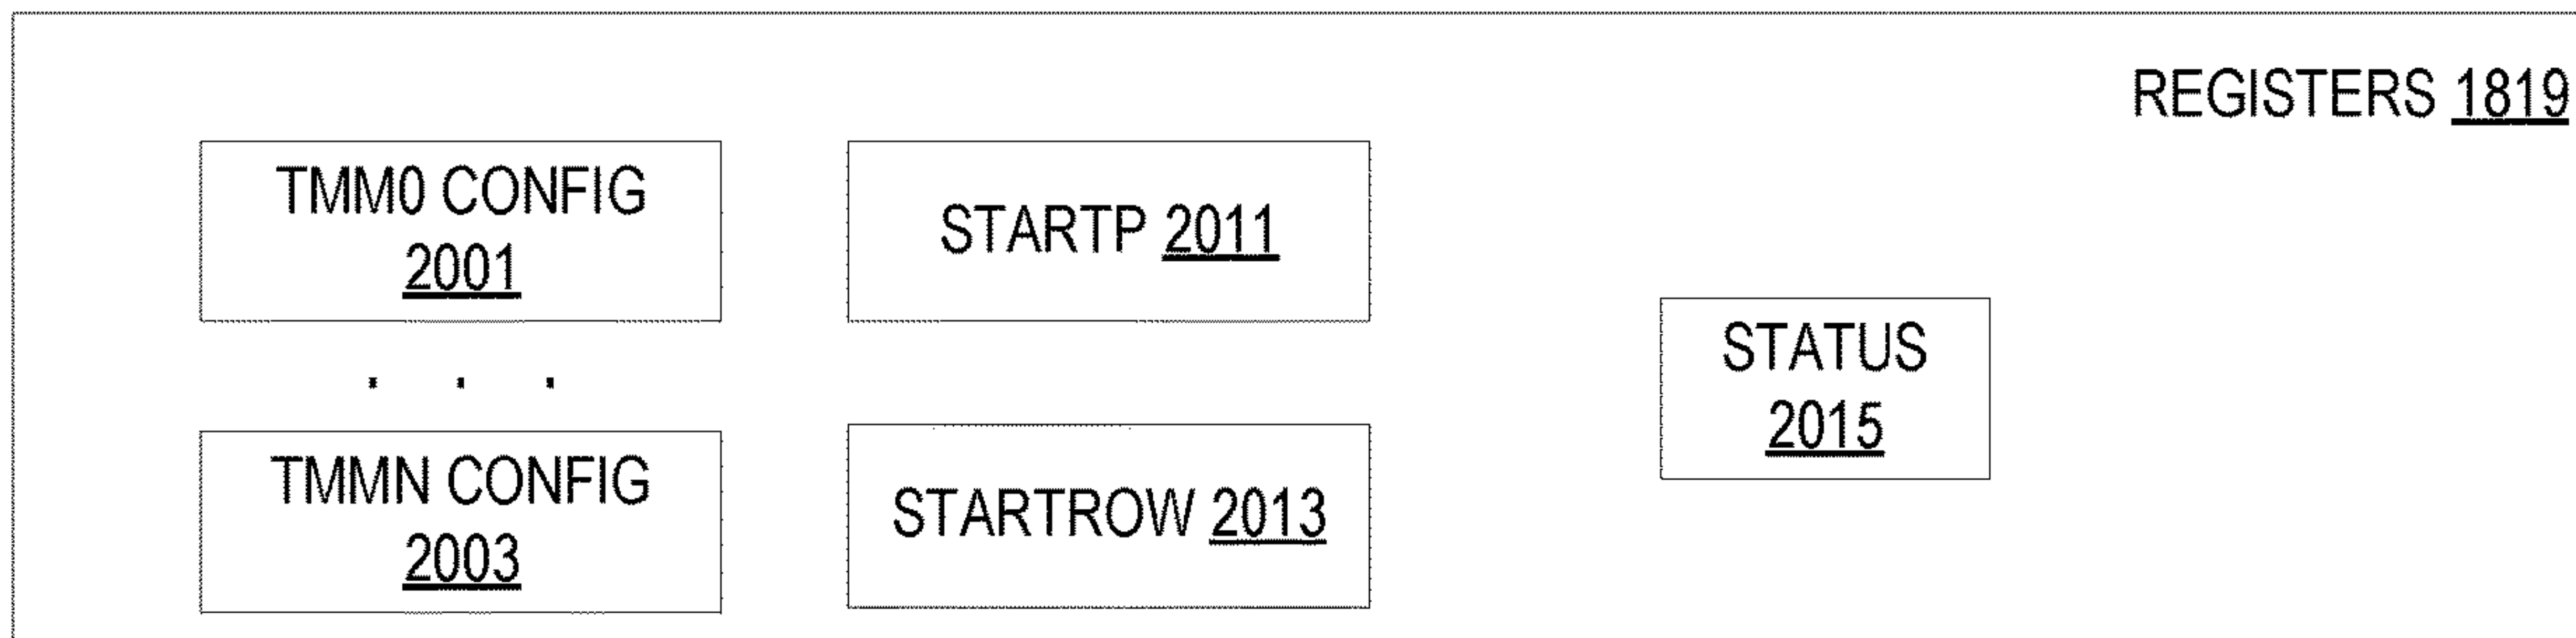 REGISTERS 1819
TMM0 CONFIG
2001
STARTP 2011
. . .
STATUS
2015
TMMN CONFIG
2003
STARTROW 2013